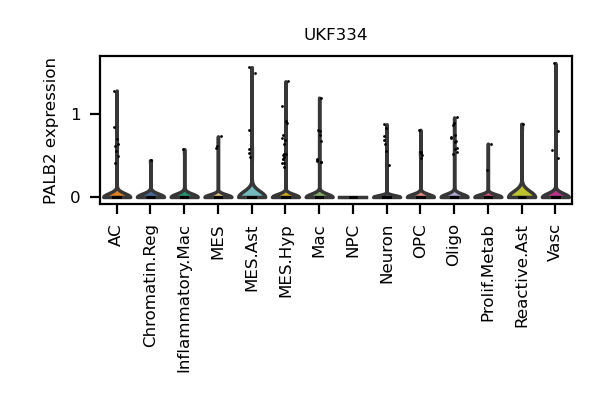 UKF334
PALB2 expression
1
0
AC
Chromatin.Reg
Inflammatory.Mac
MES
MES.Ast
MES.Hyp
Mac
NPC
Neuron
OPC
Oligo
Prolif.Metab
Reactive.Ast
Vasc